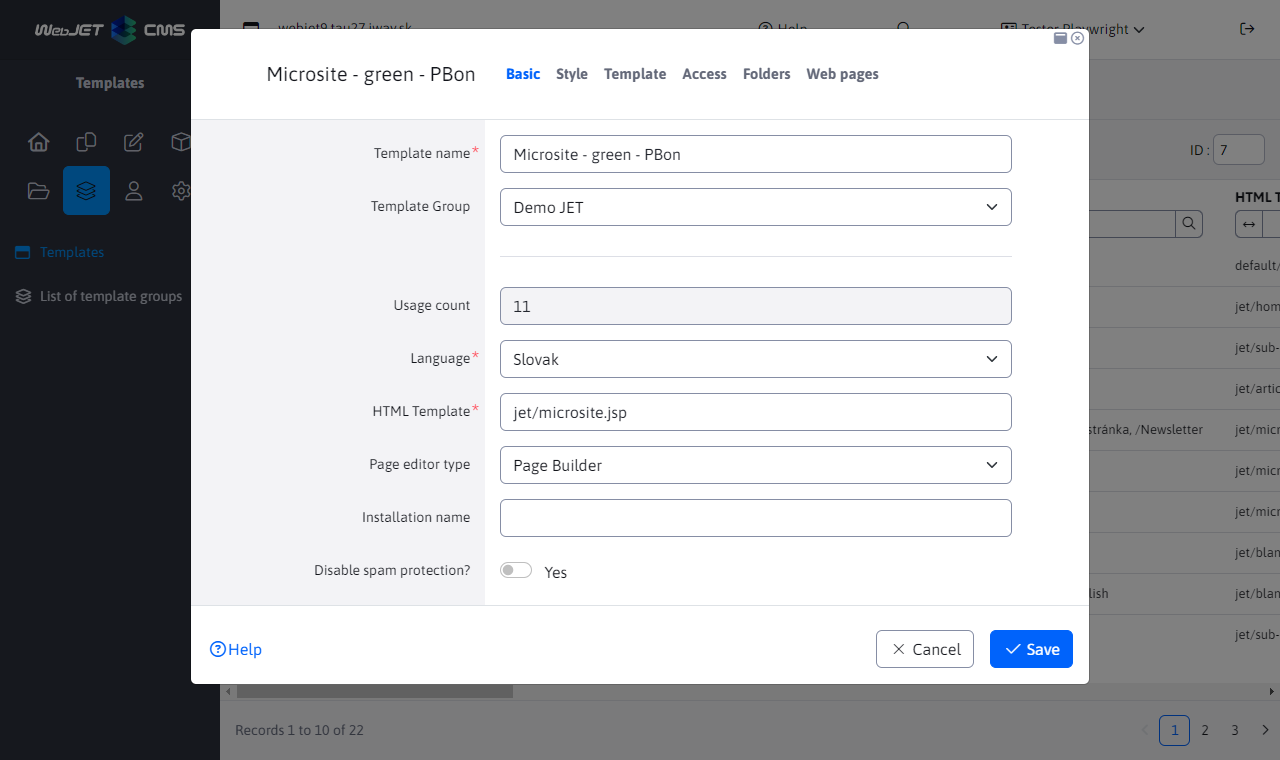 WebJET CMS
Help
Tester Playwright
Templates
Templates
List of template groups
ID :
7
HTML T
default/
jet/hom
jet/sub-
jet/artic
stránka, /Newsletter
jet/micr
jet/micr
jet/micr
jet/blan
lish
jet/blan
jet/sub-
Records 1 to 10 of 22
1
2
3
Microsite - green - PBon
Basic
Style
Template
Access
Folders
Web pages
Template name*
Microsite - green - PBon
Template Group
Demo JET
Usage count
11
Language*
Slovak
HTML Template*
jet/microsite.jsp
Page editor type
Page Builder
Installation name
Disable spam protection?
Yes
Help
Cancel
Save